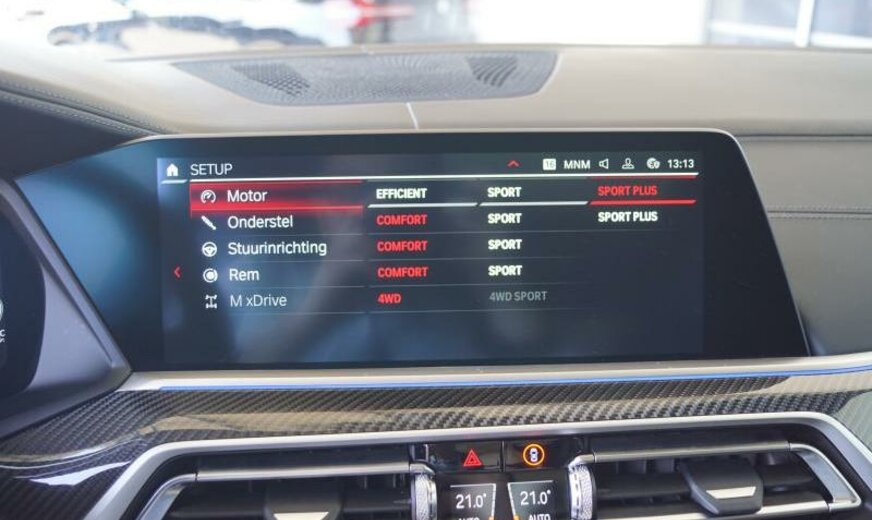 SETUP 16 MNM 13:13
Motor EFFICIENT SPORT SPORT PLUS
Onderstel COMFORT SPORT SPORT PLUS
Stuurinrichting COMFORT SPORT
Rem COMFORT SPORT
M xDrive 4WD 4WD SPORT
21.0° 21.0°
AUTO AUTO